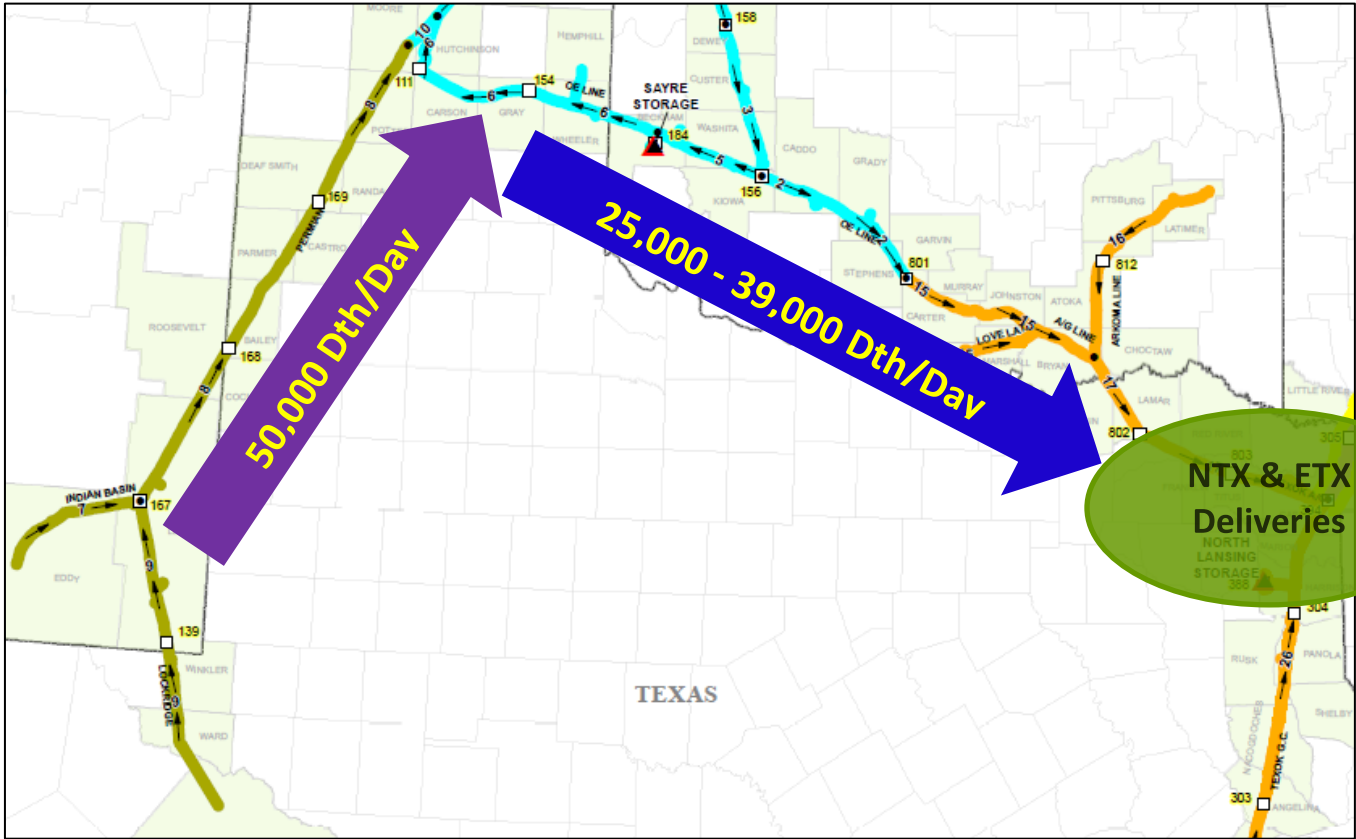 MOORE
10
6
HUTCHINSON
HEMPHILL
158
DEWEY
111
154
OE LINE
SAYRE
STORAGE
BECKHAM
CUSTER
3
8
6
6
CARSON
GRAY
WHEELER
184
WASHITA
CADDO
5
GRADY
DEAF SMITH
156
2
KIOWA
169
PERMIAN
PARMER
CASTRO
OE LINE
2
GARVIN
PITTSBURG
LATIMER
16
812
STEPHENS
801
15
MURRAY
JOHNSTON
ATOKA
ARKOMA LINE
CARTER
15
A/G LINE
MARSHALL
CHOCTAW
ROOSEVELT
BAILEY
168
8
50,000 Dth/Day
25,000 - 39,000 Dth/Day
17
LAMAR
LITTLE RIVER
802
803
305
NTX & ETX
Deliveries
NORTH
LANSING
STORAGE
388
304
INDIAN BASIN
7
167
EDDY
9
139
WINKLER
LOCKRIDGE
9
WARD
TEXAS
RUSK
26
PANOLA
SHELBY
NACOGDOCHES
TEXOK G.C.
303
ANGELINA